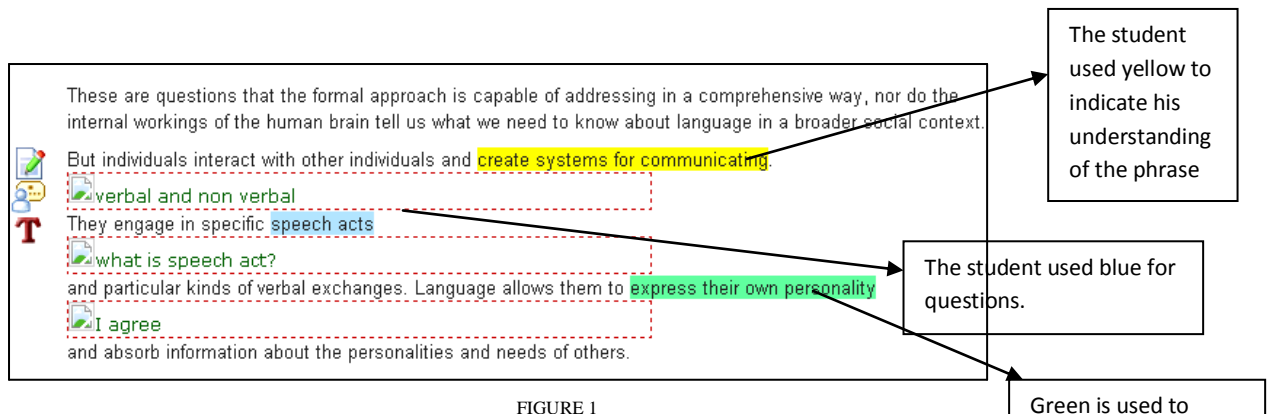 The student
used yellow to
indicate his
understanding
of the phrase
These are questions that the formal approach is capable of addressing in a comprehensive way, nor do the
internal workings of the human brain tell us what we need to know about language in a broader social context.
But individuals interact with other individuals and create systems for communicating.
verbal and non verbal
They engage in specific speech acts
what is speech act?
and particular kinds of verbal exchanges. Language allows them to express their own personality
I agree
and absorb information about the personalities and needs of others.
The student used blue for
questions.
Green is used to
FIGURE 1